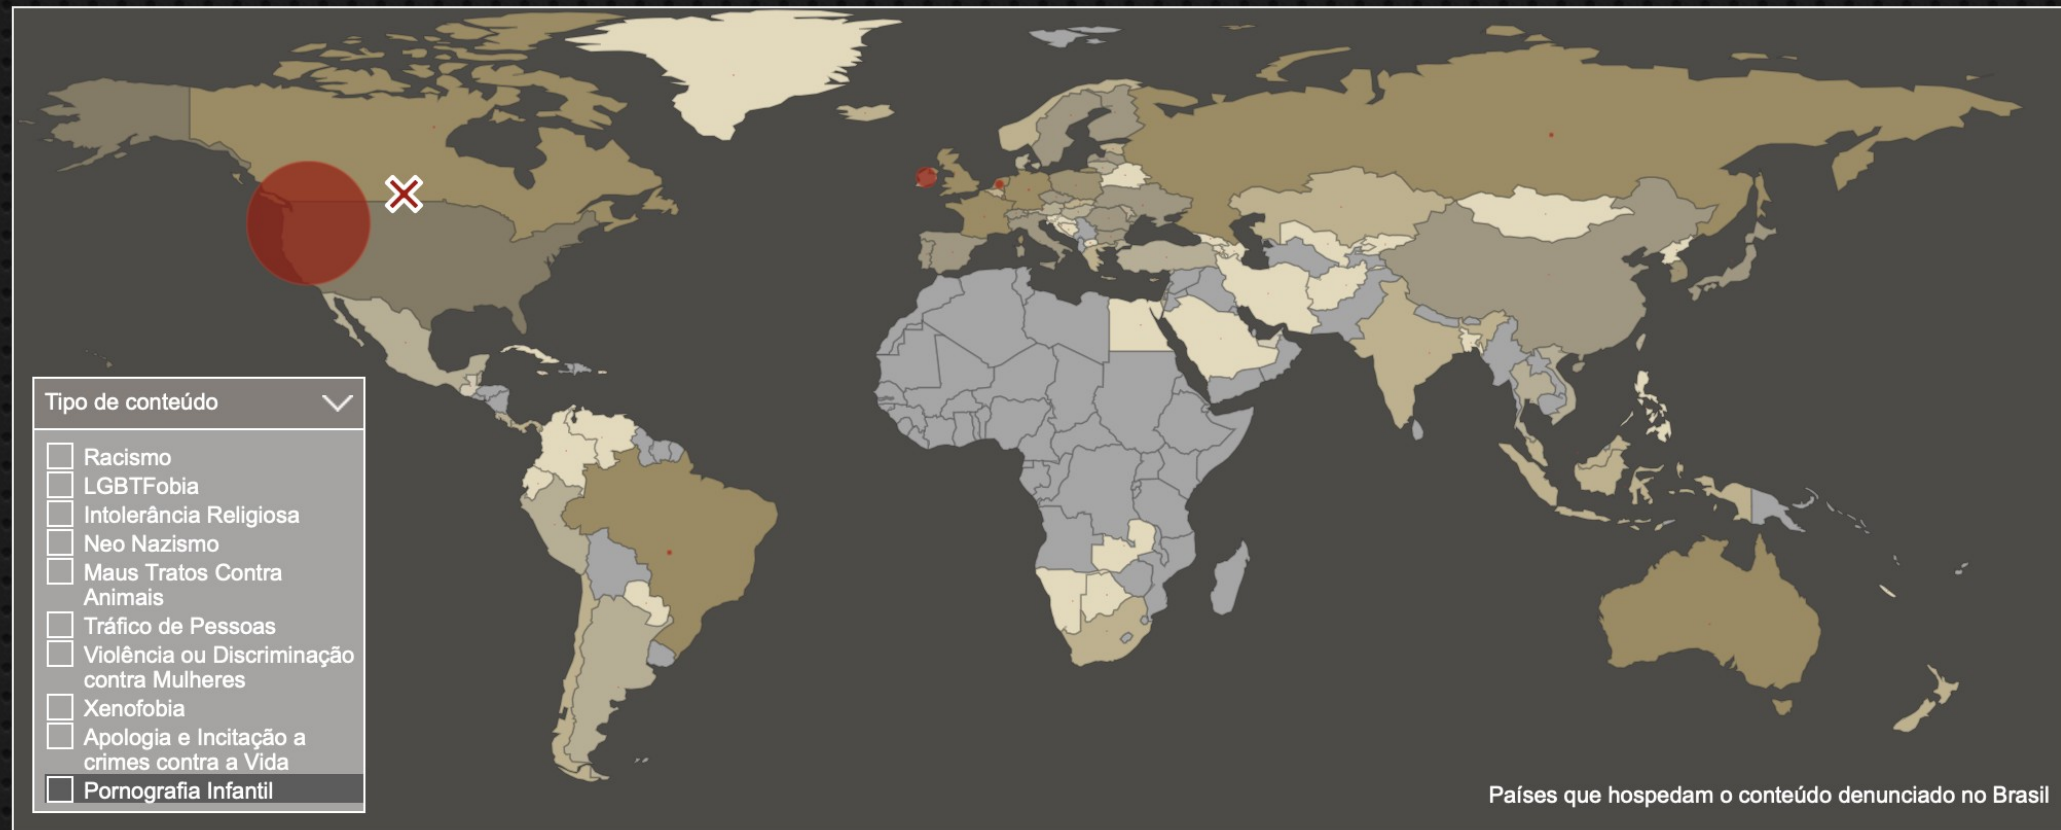 Tipo de conteúdo
Racismo
LGBTFobia
Intolerância Religiosa
Neo Nazismo
Maus Tratos Contra
Animais
Tráfico de Pessoas
Violência ou Discriminação
contra Mulheres
Xenofobia
Apologia e Incitação a
crimes contra a Vida
Pornografia Infantil
Países que hospedam o conteúdo denunciado no Brasil